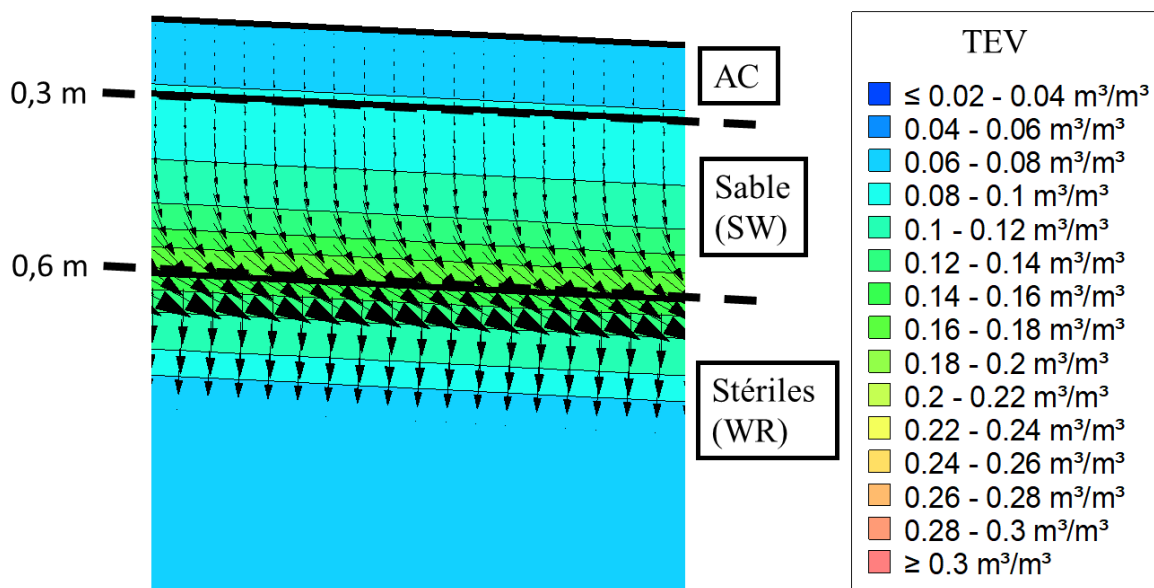 AC
0,3 m
Sable
(SW)
0,6 m
Stériles
(WR)
TEV
≤ 0.02 - 0.04 m³/m³
0.04 - 0.06 m³/m³
0.06 - 0.08 m³/m³
0.08 - 0.1 m³/m³
0.1 - 0.12 m³/m³
0.12 - 0.14 m³/m³
0.14 - 0.16 m³/m³
0.16 - 0.18 m³/m³
0.18 - 0.2 m³/m³
0.2 - 0.22 m³/m³
0.22 - 0.24 m³/m³
0.24 - 0.26 m³/m³
0.26 - 0.28 m³/m³
0.28 - 0.3 m³/m³
≥ 0.3 m³/m³